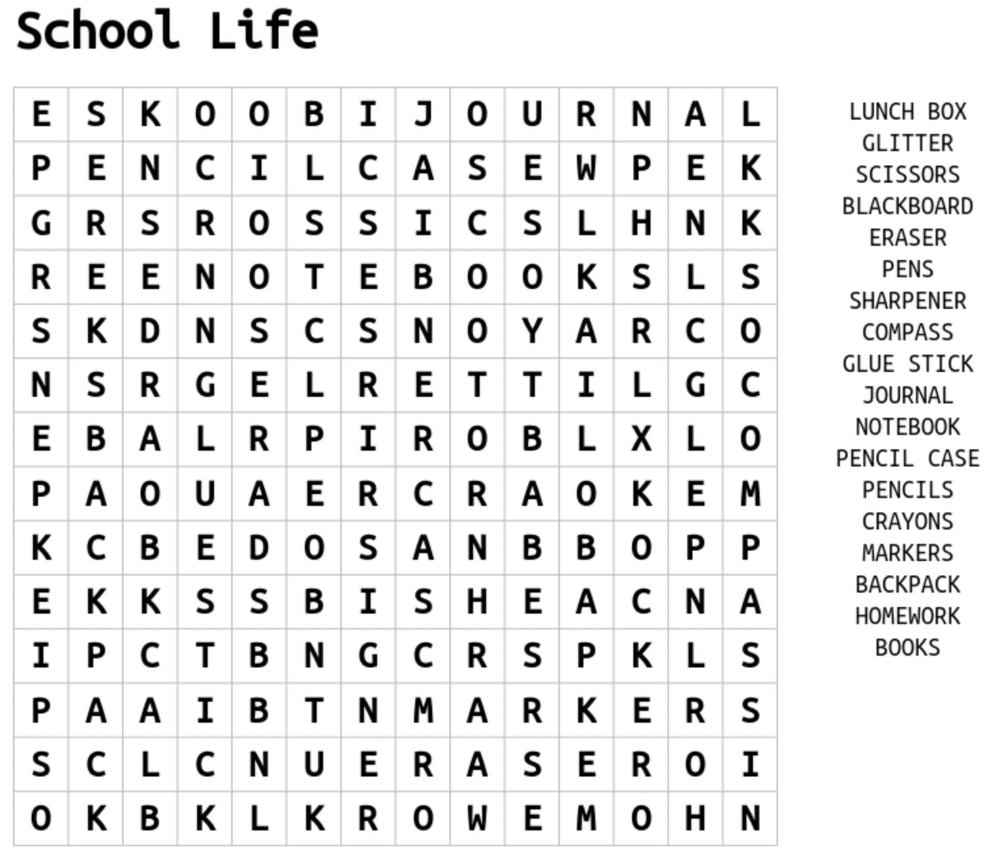 School Life
E S K O O B I J O U R N A L
P E N C I L C A S E W P E K
G R S R O S S I C S L H N K
R E E N O T E B O O K S L S
S K D N S C S N O Y A R C O
N S R G E L R E T T I L G C
E B A L R P I R O B L X L O
P A O U A E R C R A O K E M
K C B E D O S A N B B O P P
E K K S S B I S H E A C N A
I P C T B N G C R S P K L S
P A A I B T N M A R K E R S
S C L C N U E R A S E R O I
O K B K L K R O W E M O H N
LUNCH BOX
GLITTER
SCISSORS
BLACKBOARD
ERASER
PENS
SHARPENER
COMPASS
GLUE STICK
JOURNAL
NOTEBOOK
PENCIL CASE
PENCILS
CRAYONS
MARKERS
BACKPACK
HOMEWORK
BOOKS